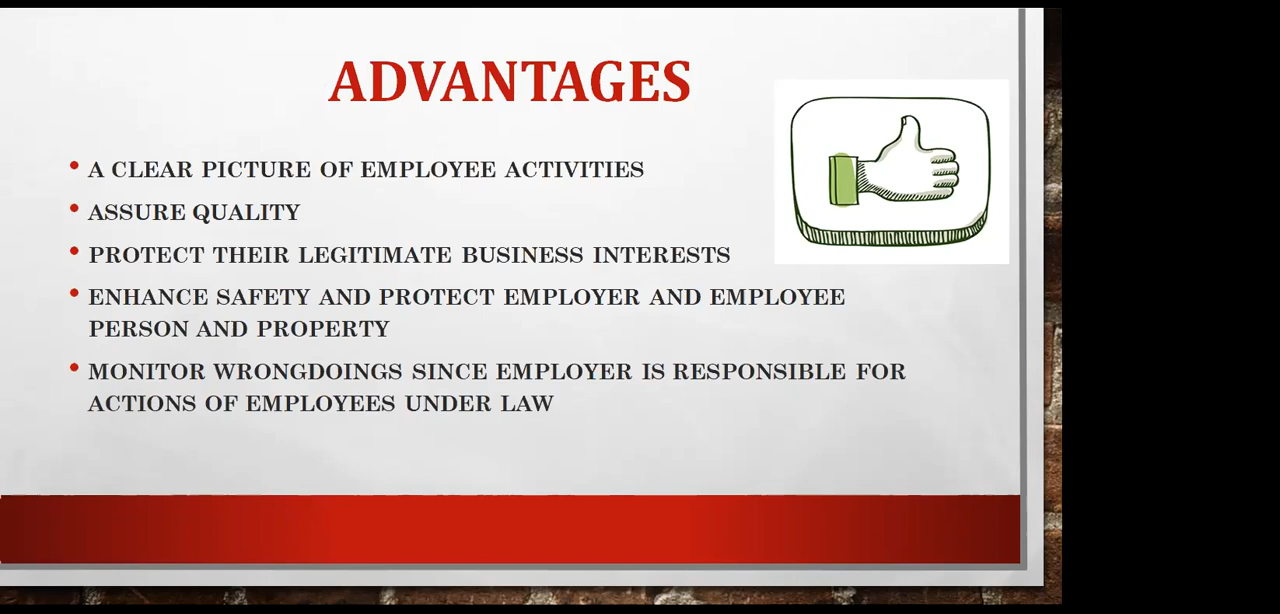 ADVANTAGES
• A CLEAR PICTURE OF EMPLOYEE ACTIVITIES
• ASSURE QUALITY
• PROTECT THEIR LEGITIMATE BUSINESS INTERESTS
• ENHANCE SAFETY AND PROTECT EMPLOYER AND EMPLOYEE
PERSON AND PROPERTY
• MONITOR WRONGDOINGS SINCE EMPLOYER IS RESPONSIBLE FOR
ACTIONS OF EMPLOYEES UNDER LAW